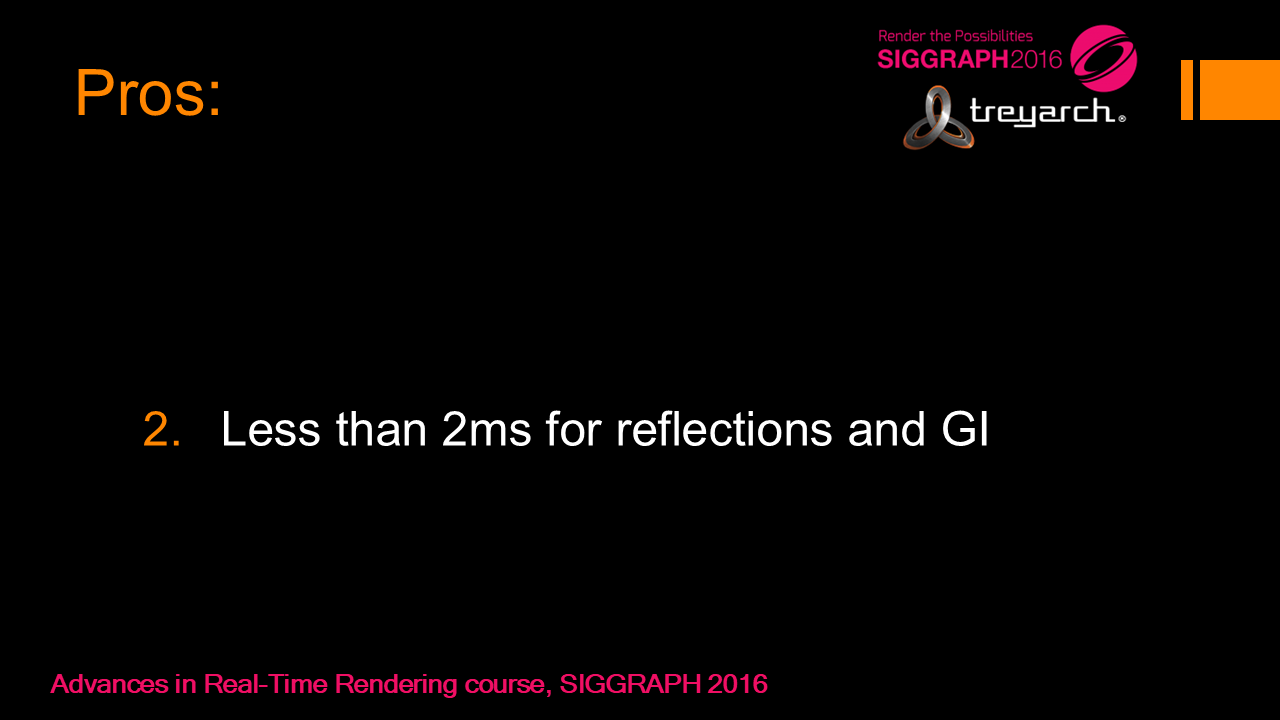 Render the Possibilities
SIGGRAPH2016
treyarch®
Pros:
2. Less than 2ms for reflections and GI
Advances in Real-Time Rendering course, SIGGRAPH 2016